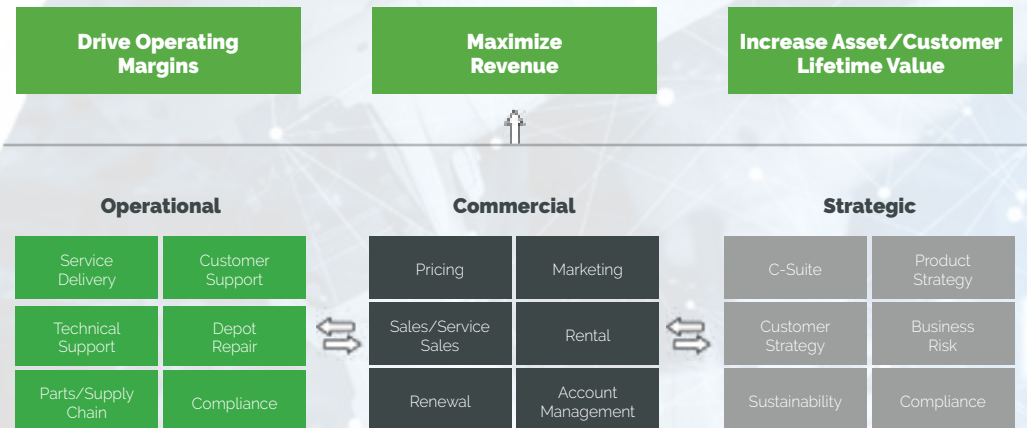 Drive Operating
Margins
Maximize
Revenue
Increase Asset/Customer
Lifetime Value
Operational
Commercial
Strategic
Service
Delivery
Customer
Support
Pricing
Marketing
C-Suite
Product
Strategy
Technical
Support
Depot
Repair
Sales/Service
Sales
Rental
Customer
Strategy
Business
Risk
Parts/Supply
Chain
Compliance
Renewal
Account
Management
Sustainability
Compliance